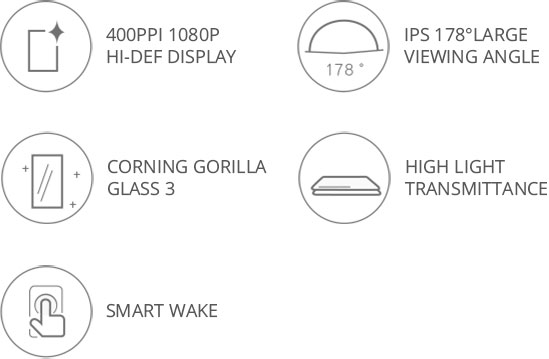 400PPI 1080P
HI-DEF DISPLAY
IPS 178°LARGE
VIEWING ANGLE
178 °
CORNING GORILLA
GLASS 3
HIGH LIGHT
TRANSMITTANCE
SMART WAKE